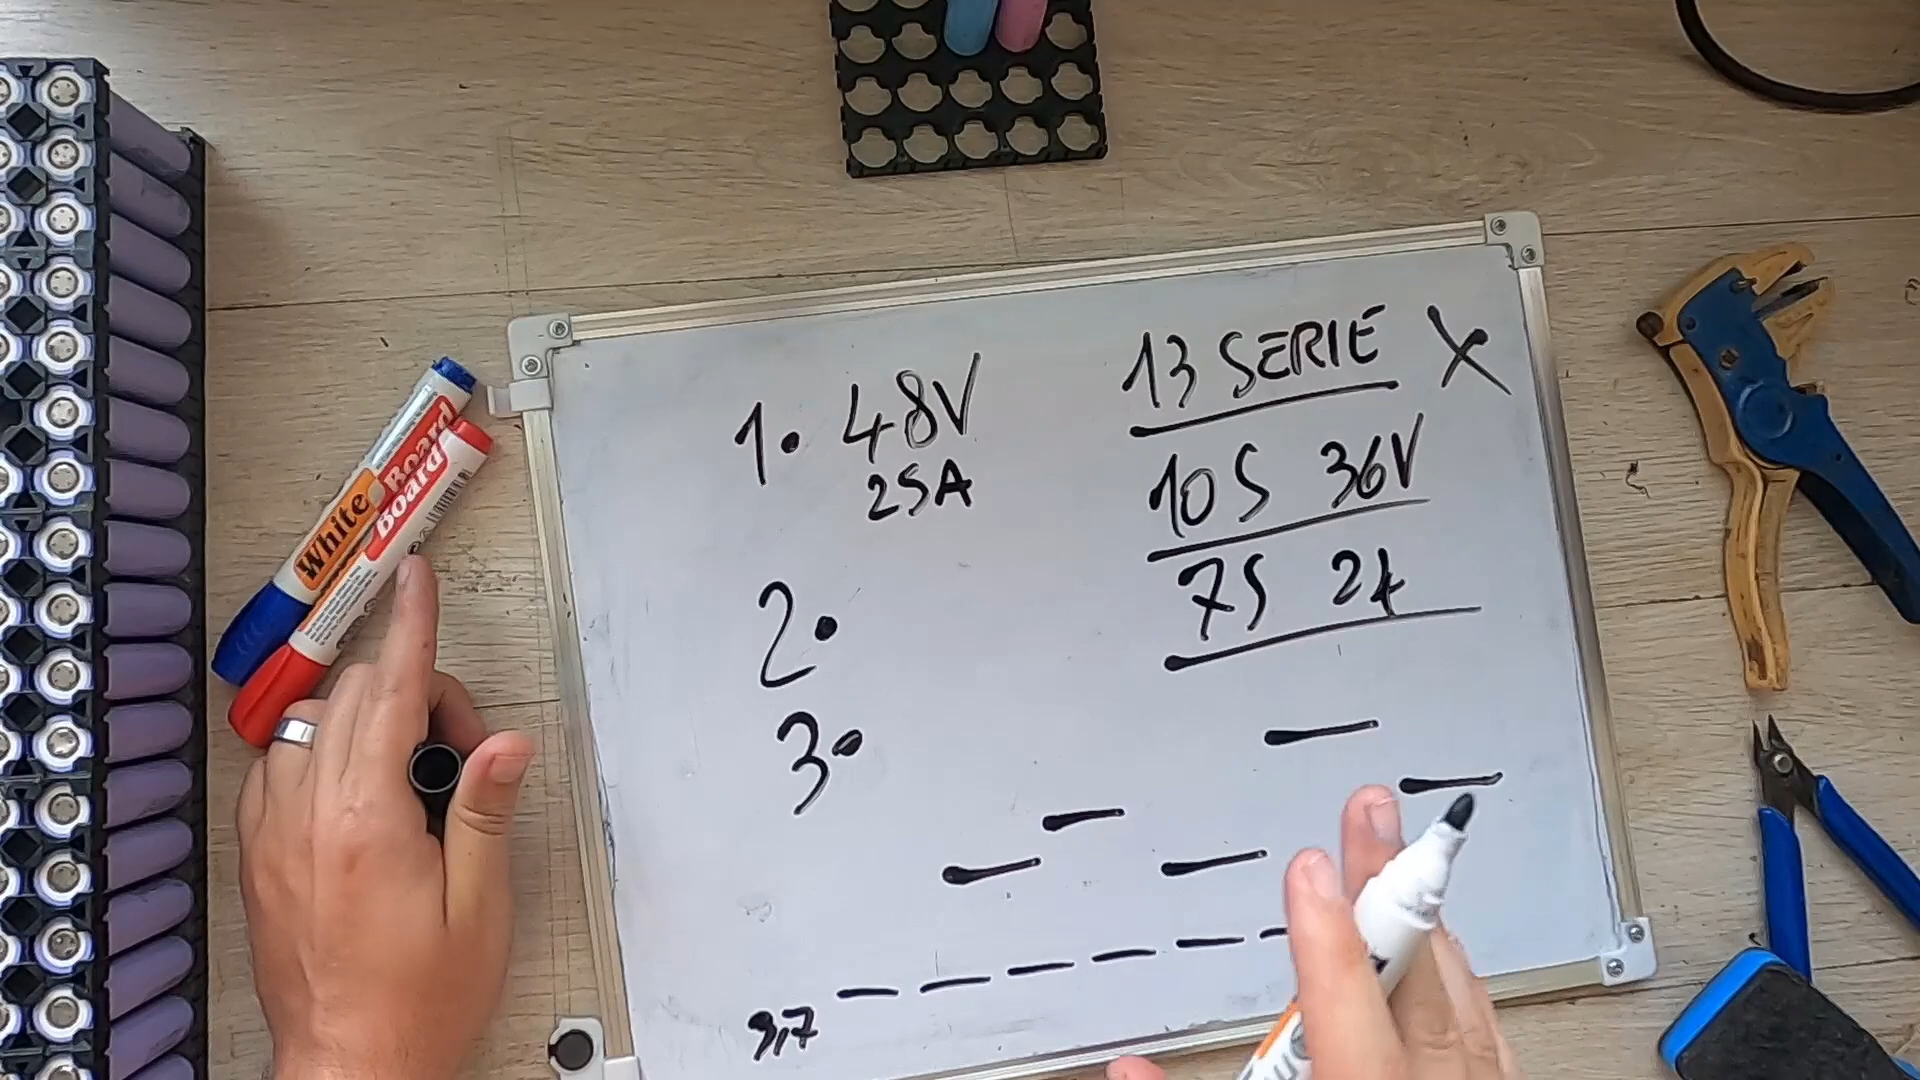 White
Board
Board
1. 48V
25A
2.
3.
13 SERIE X
10S 36V
7S 24
3,7